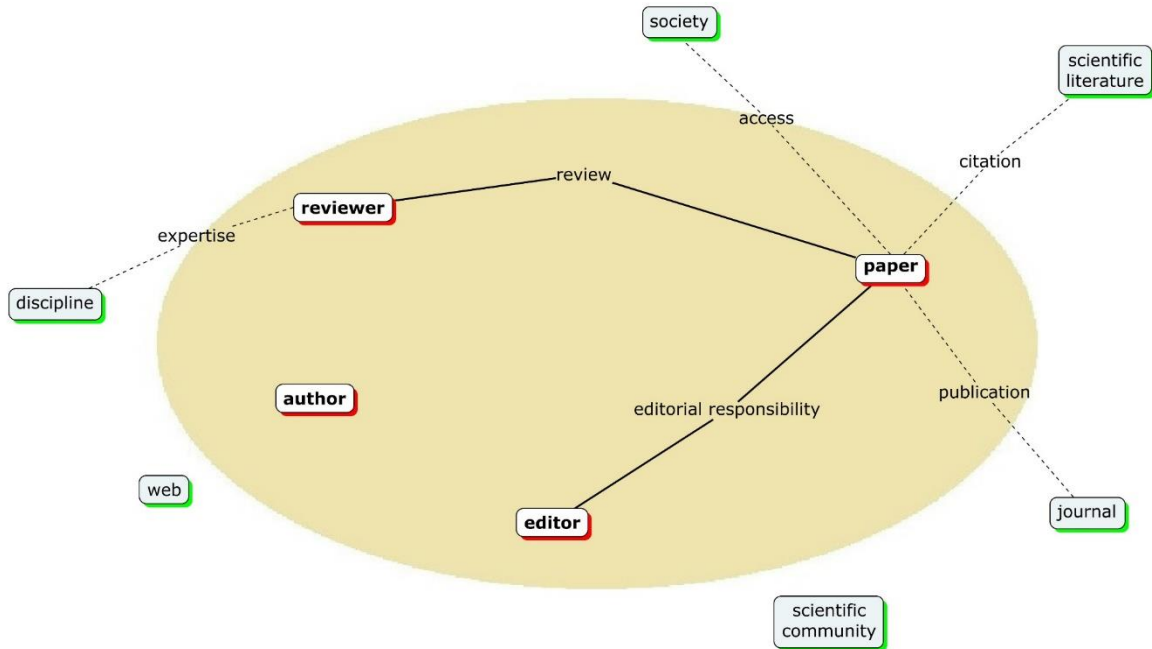 society
scientific
literature
access
citation
review
reviewer
expertise
paper
discipline
author
publication
editorial responsibility
web
journal
editor
scientific
community